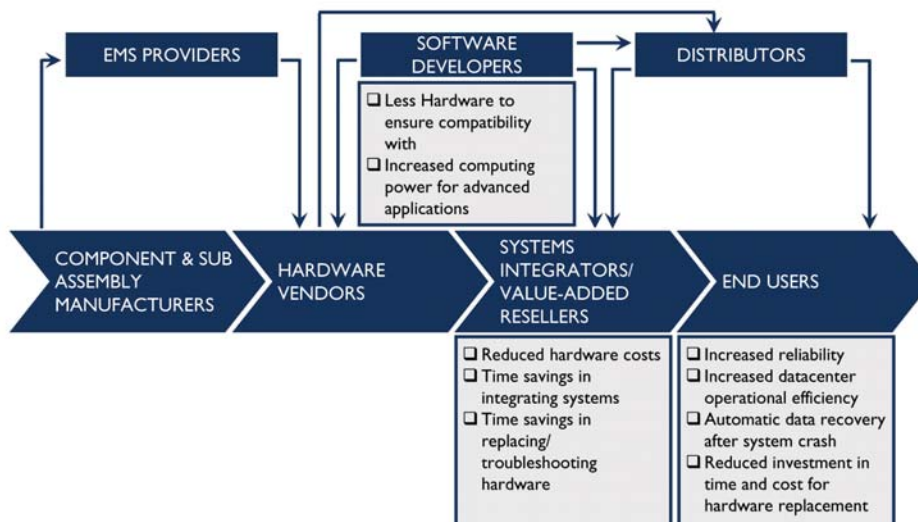 EMS PROVIDERS
SOFTWARE
DEVELOPERS
DISTRIBUTORS
❑ Less Hardware to
ensure compatibility
with
❑ Increased computing
power for advanced
applications
COMPONENT & SUB
ASSEMBLY
MANUFACTURERS
HARDWARE
VENDORS
SYSTEMS
INTEGRATORS/
VALUE-ADDED
RESELLERS
END USERS
❑ Reduced hardware costs
❑ Time savings in
integrating systems
❑ Time savings in
replacing/
troubleshooting
hardware
❑ Increased reliability
❑ Increased datacenter
operational efficiency
❑ Automatic data recovery
after system crash
❑ Reduced investment in
time and cost for
hardware replacement